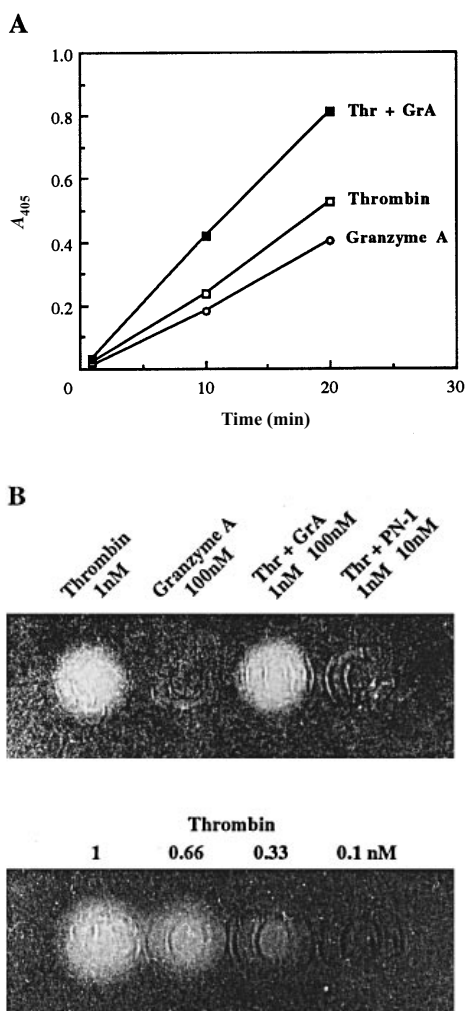 A
1.0
0.8
0.6
0.4
0.2
0
10
20
30
A405
Time (min)
Thr + GrA
Thrombin
Granzyme A
B
Thrombin
1nM
Granzyme A
100nM
Thr + GrA
1nM 100nM
Thr + PN-1
1nM 10nM
Thrombin
1 0.66 0.33 0.1 nM